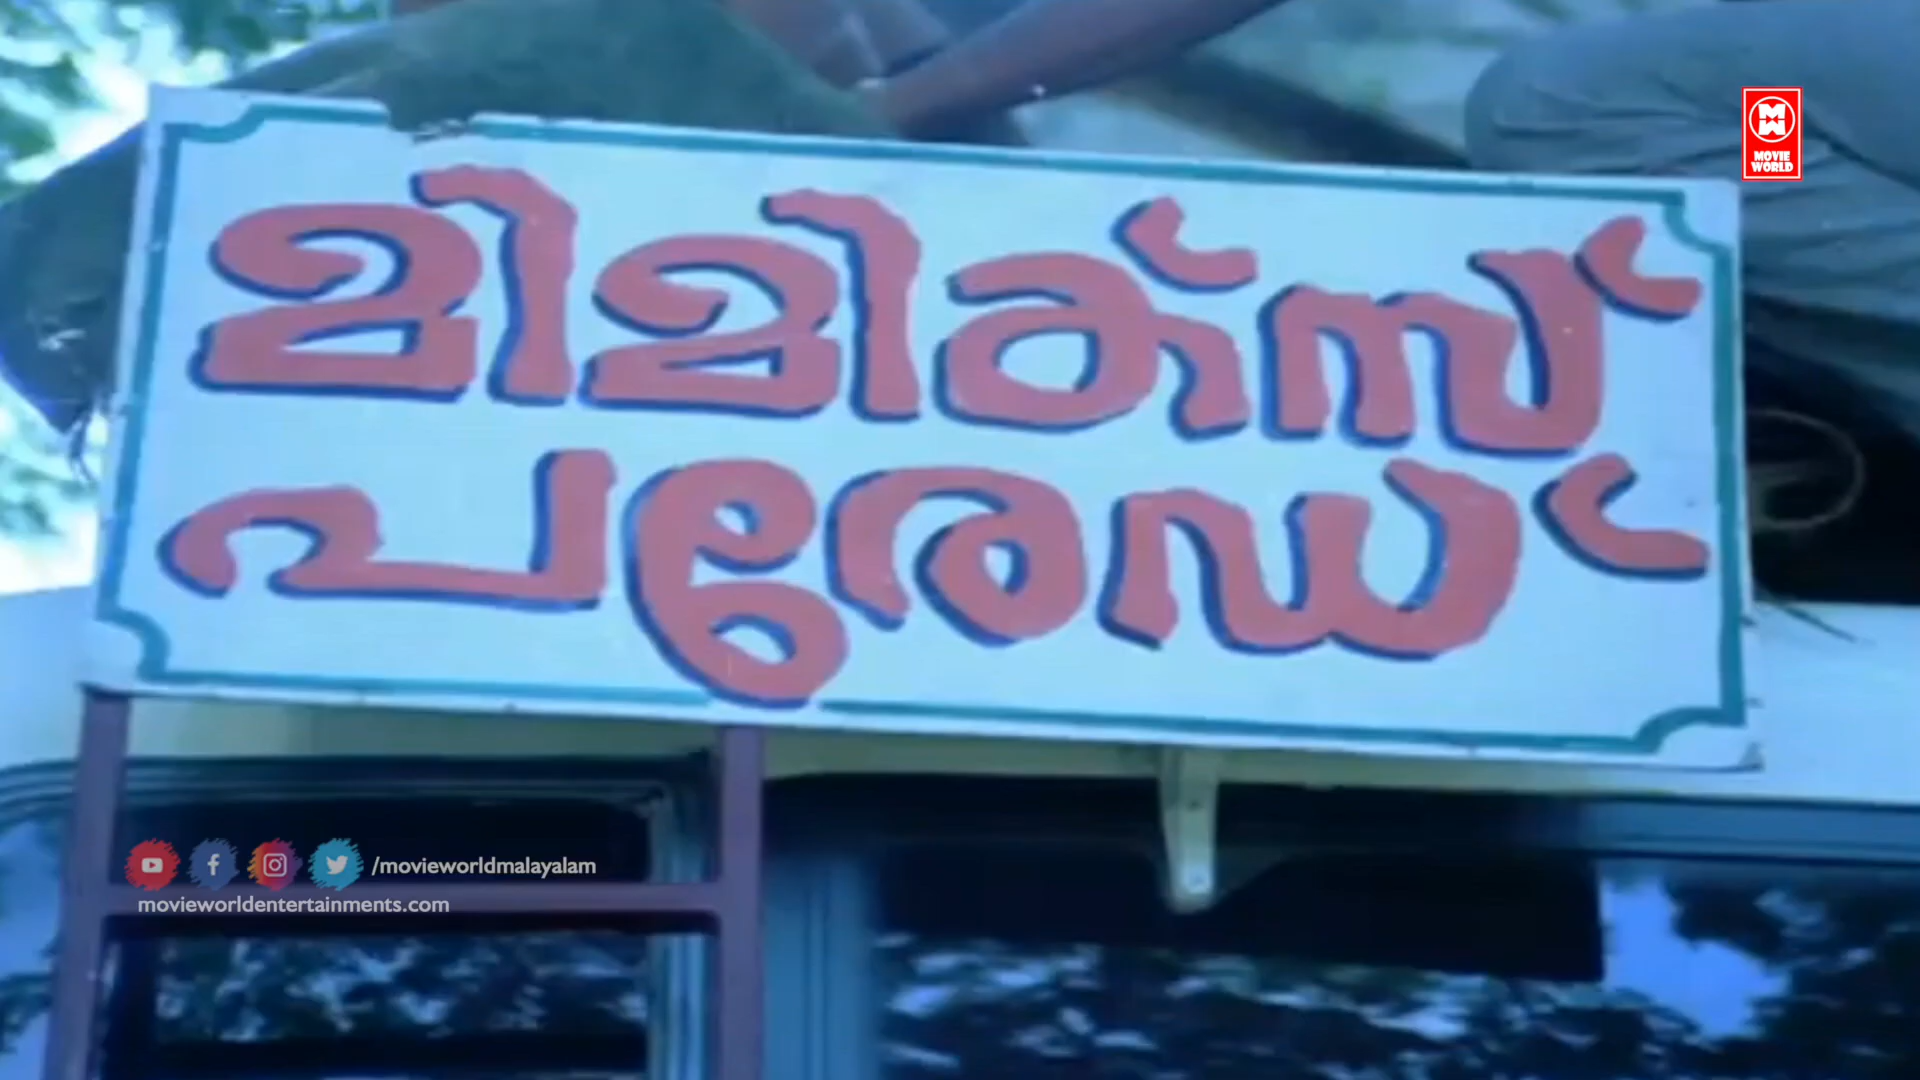 മിമിക്സ്
പരേഡ്
MOVIE
WORLD
/movieworldmalayalam
movieworldentertainments.com